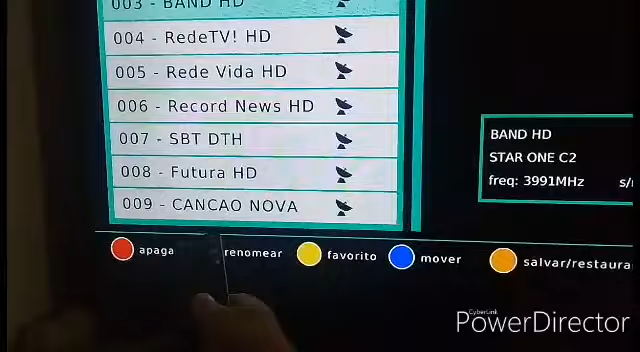 003 - BAND HD
004 - RedeTV! HD
005 - Rede Vida HD
006 - Record News HD
007 - SBT DTH
008 - Futura HD
009 - CANCAO NOVA
BAND HD
STAR ONE C2
freq: 3991MHz s/
apaga renomear favorito mover salvar/restaura
CyberLink
PowerDirector